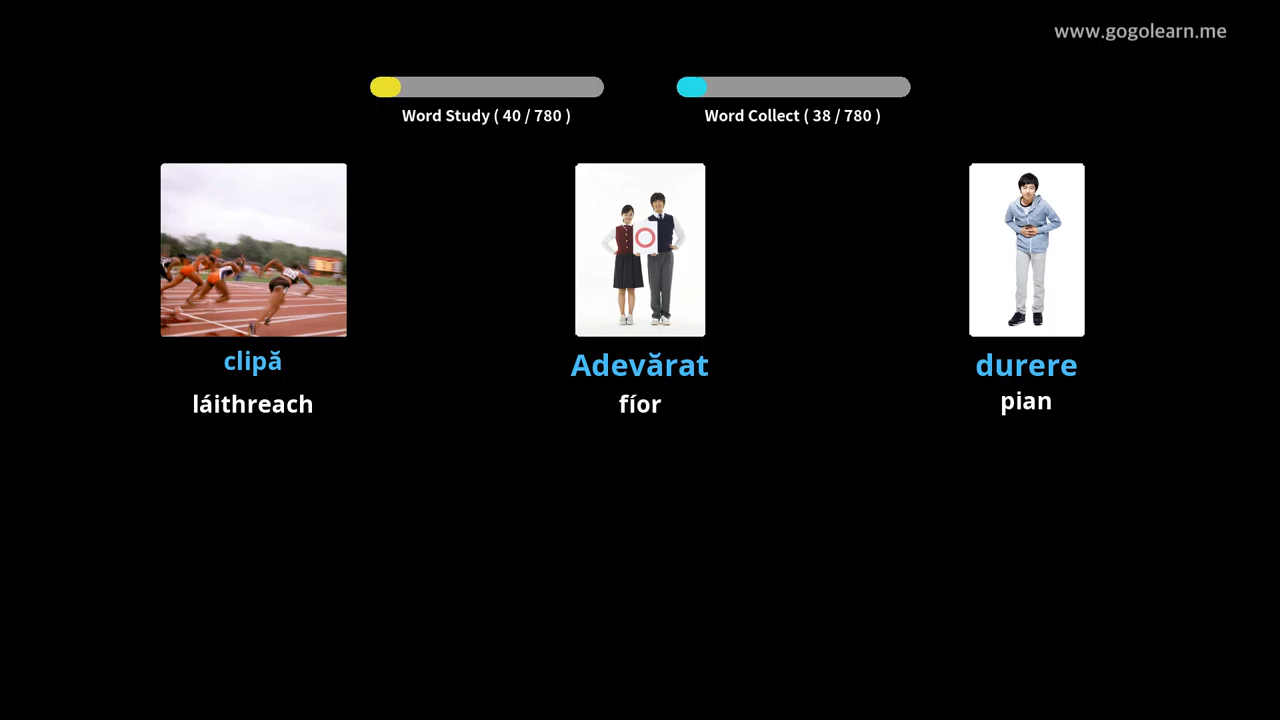 www.gogolearn.me
Word Study ( 40 / 780 )
Word Collect ( 38 / 780 )
clipă
Adevărat
durere
láithreach
fíor
pian